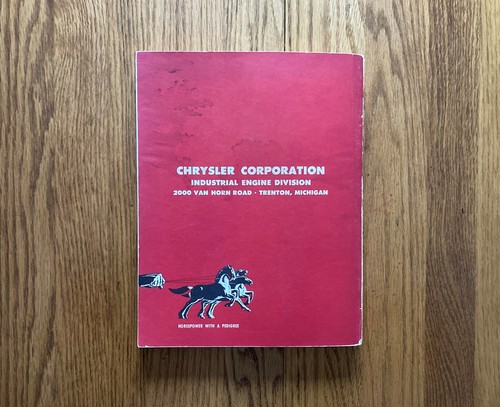 CHRYSLER CORPORATION
INDUSTRIAL ENGINE DIVISION
2000 VAN HORN ROAD - TRENTON, MICHIGAN
HORSEPOWER WITH A PEDIGREE